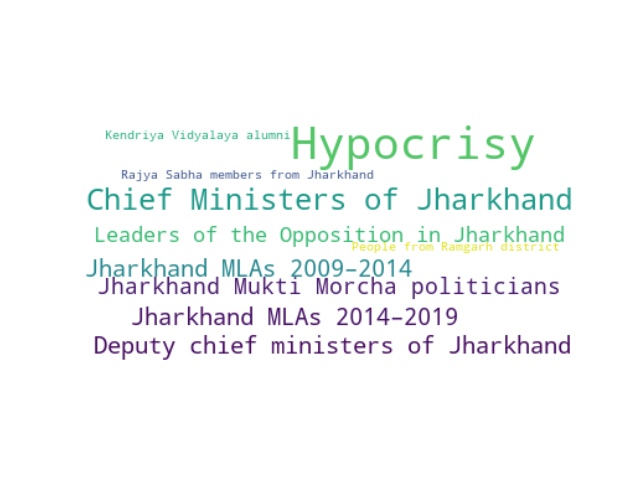 Kendriya Vidyalaya alumni
Hypocrisy
Rajya Sabha members from Jharkhand
Chief Ministers of Jharkhand
Leaders of the Opposition in Jharkhand
People from Ramgarh district
Jharkhand MLAs 2009–2014
Jharkhand Mukti Morcha politicians
Jharkhand MLAs 2014–2019
Deputy chief ministers of Jharkhand